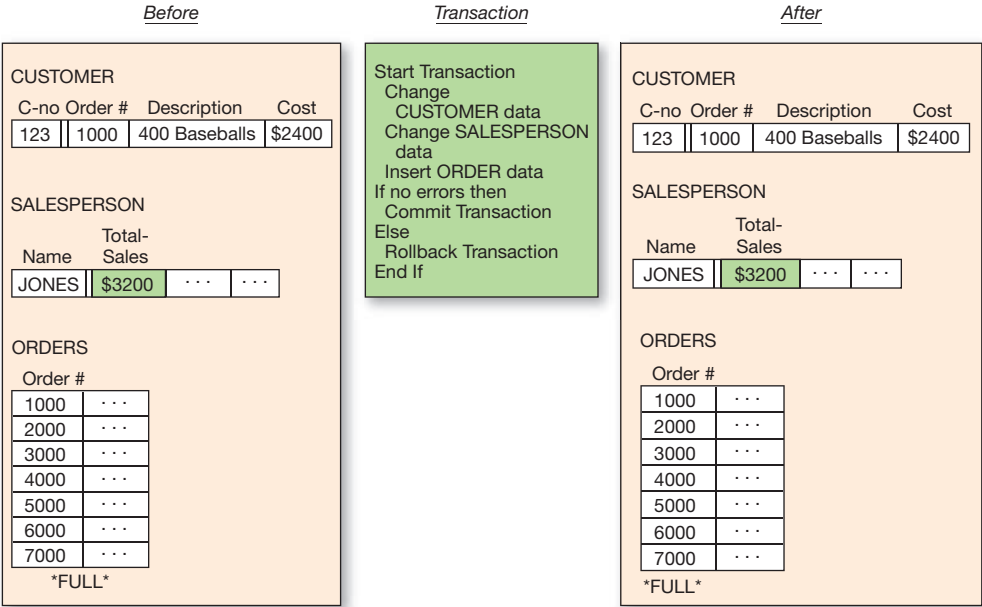 Before
CUSTOMER
C-no Order # Description Cost
123 1000 400 Baseballs $2400
SALESPERSON
Total-
Name Sales
JONES $3200 ... ...
ORDERS
Order #
1000 ...
2000 ...
3000 ...
4000 ...
5000 ...
6000 ...
7000 ...
*FULL*
Transaction
Start Transaction
Change
CUSTOMER data
Change SALESPERSON
data
Insert ORDER data
If no errors then
Commit Transaction
Else
Rollback Transaction
End If
After
CUSTOMER
C-no Order # Description Cost
123 1000 400 Baseballs $2400
SALESPERSON
Total-
Name Sales
JONES $3200 ... ...
ORDERS
Order #
1000 ...
2000 ...
3000 ...
4000 ...
5000 ...
6000 ...
7000 ...
*FULL*